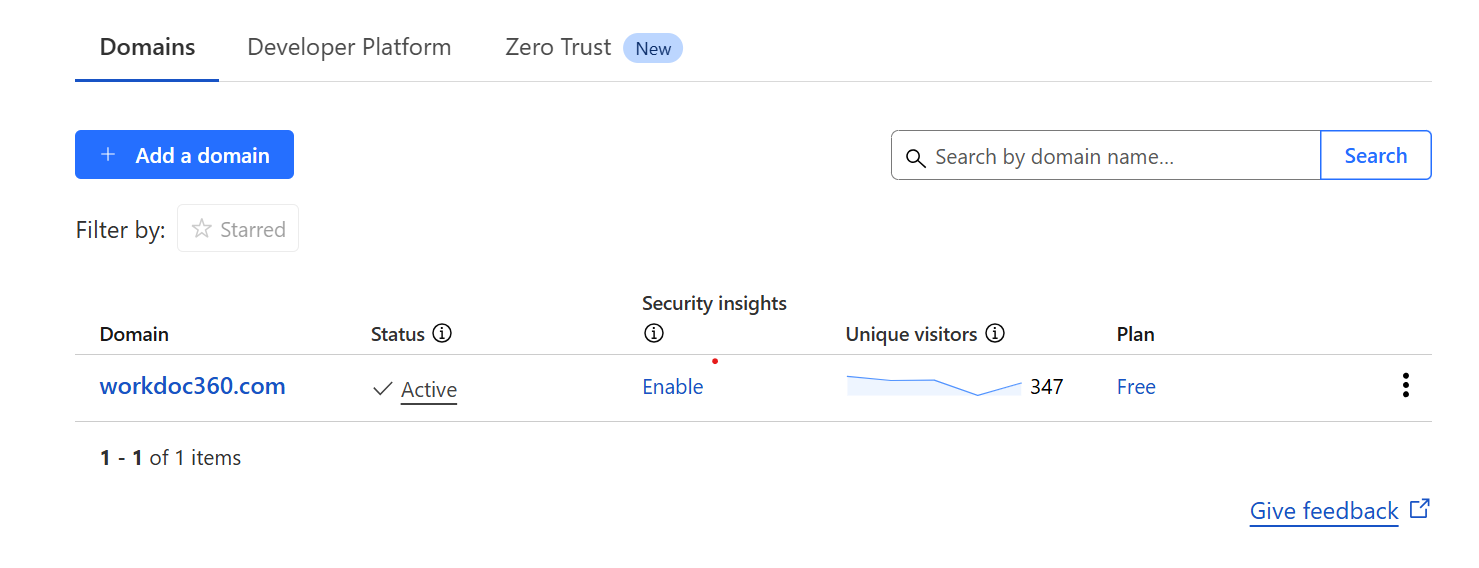 Domains Developer Platform Zero Trust New
+ Add a domain Search by domain name... Search
Filter by: Starred
Security insights
Domain Status Unique visitors Plan
workdoc360.com Active Enable 347 Free
1 - 1 of 1 items
Give feedback